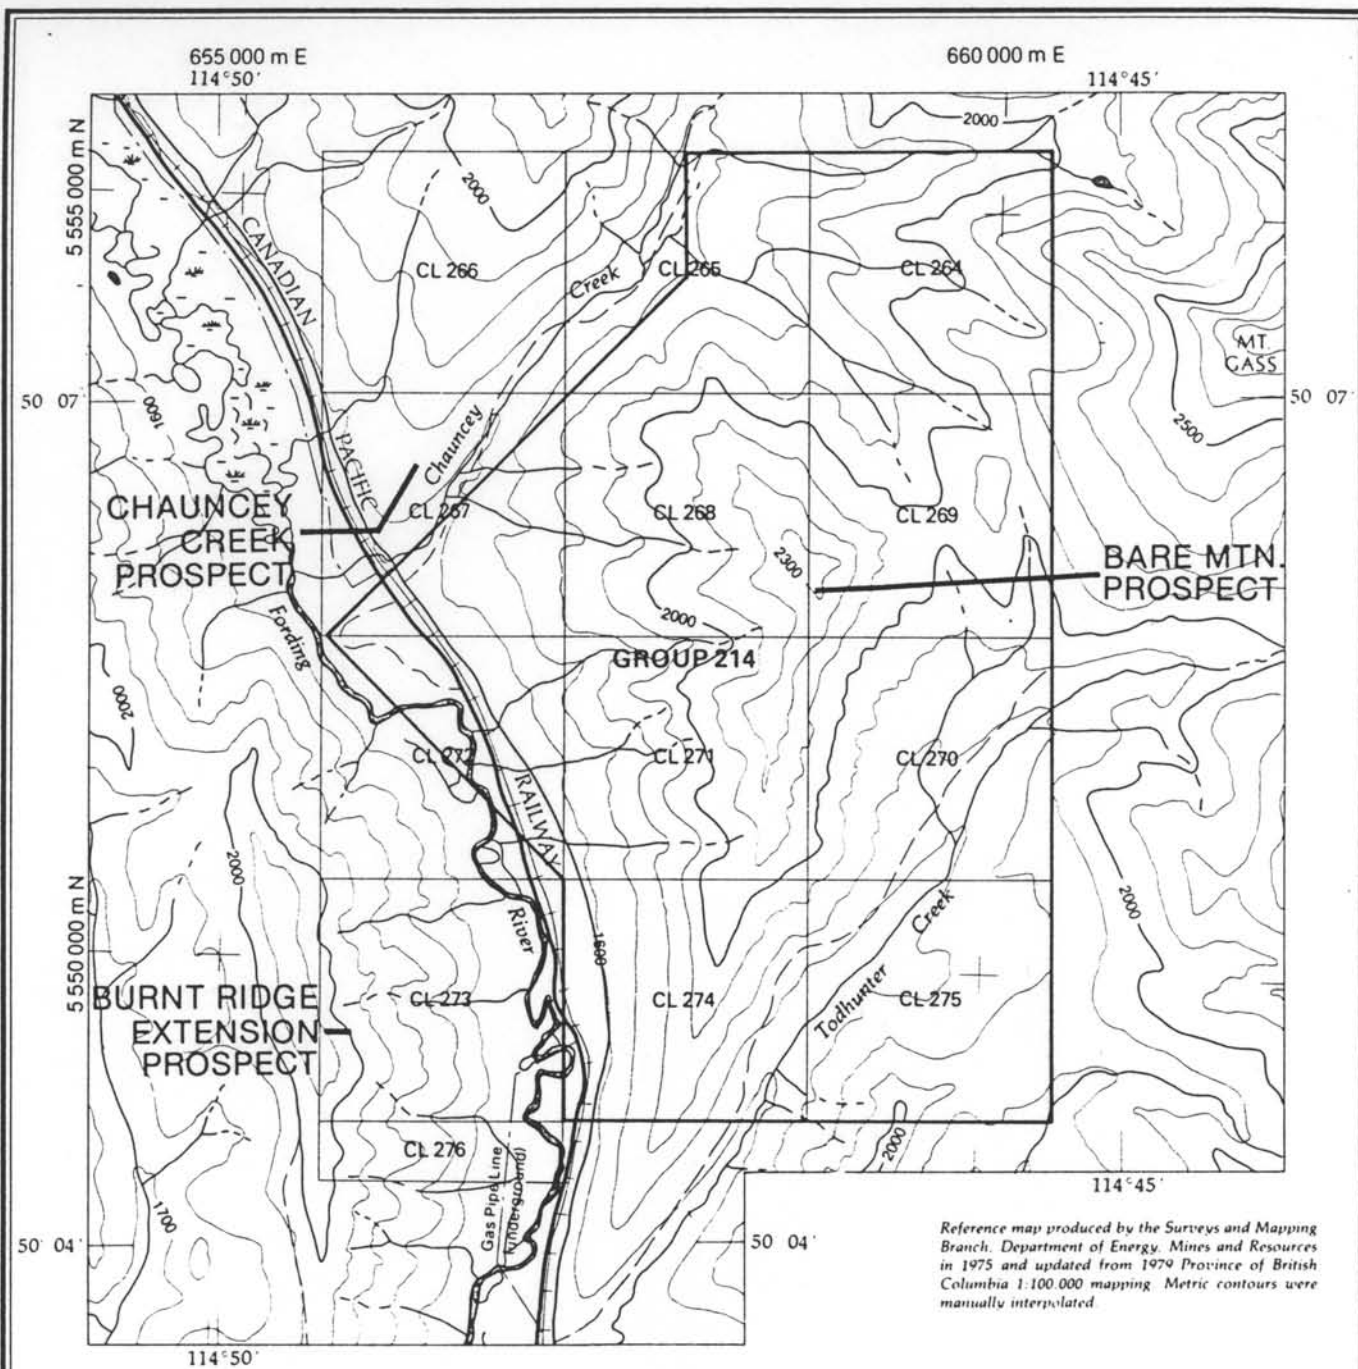 655 000 m E
660 000 m E
114°50'
114°45'
5 555 000 m N
2000
2000
CANADIAN
CL 266
Creek
CL 265
CL 264
MT.
GASS
50 07'
50 07'
1600
2500
PACIFIC
Chauncey
CHAUNCEY
CREEK
PROSPECT
CL 267
CL 268
CL 269
2300
BARE MTN.
PROSPECT
Fording
2000
GROUP 214
2000
CL 272
CL 271
CL 270
RAILWAY
2000
2000
5 550 000 m N
River
Creek
1600
BURNT RIDGE
EXTENSION
PROSPECT
CL 273
CL 274
CL 275
Todhunter
CL 276
2000
Gas Pipe Line
(underground)
1700
114°45'
50° 04'
50 04'
Reference map produced by the Surveys and Mapping
Branch, Department of Energy, Mines and Resources
in 1975 and updated from 1979 Province of British
Columbia 1:100,000 mapping. Metric contours were
manually interpolated.
114°50'